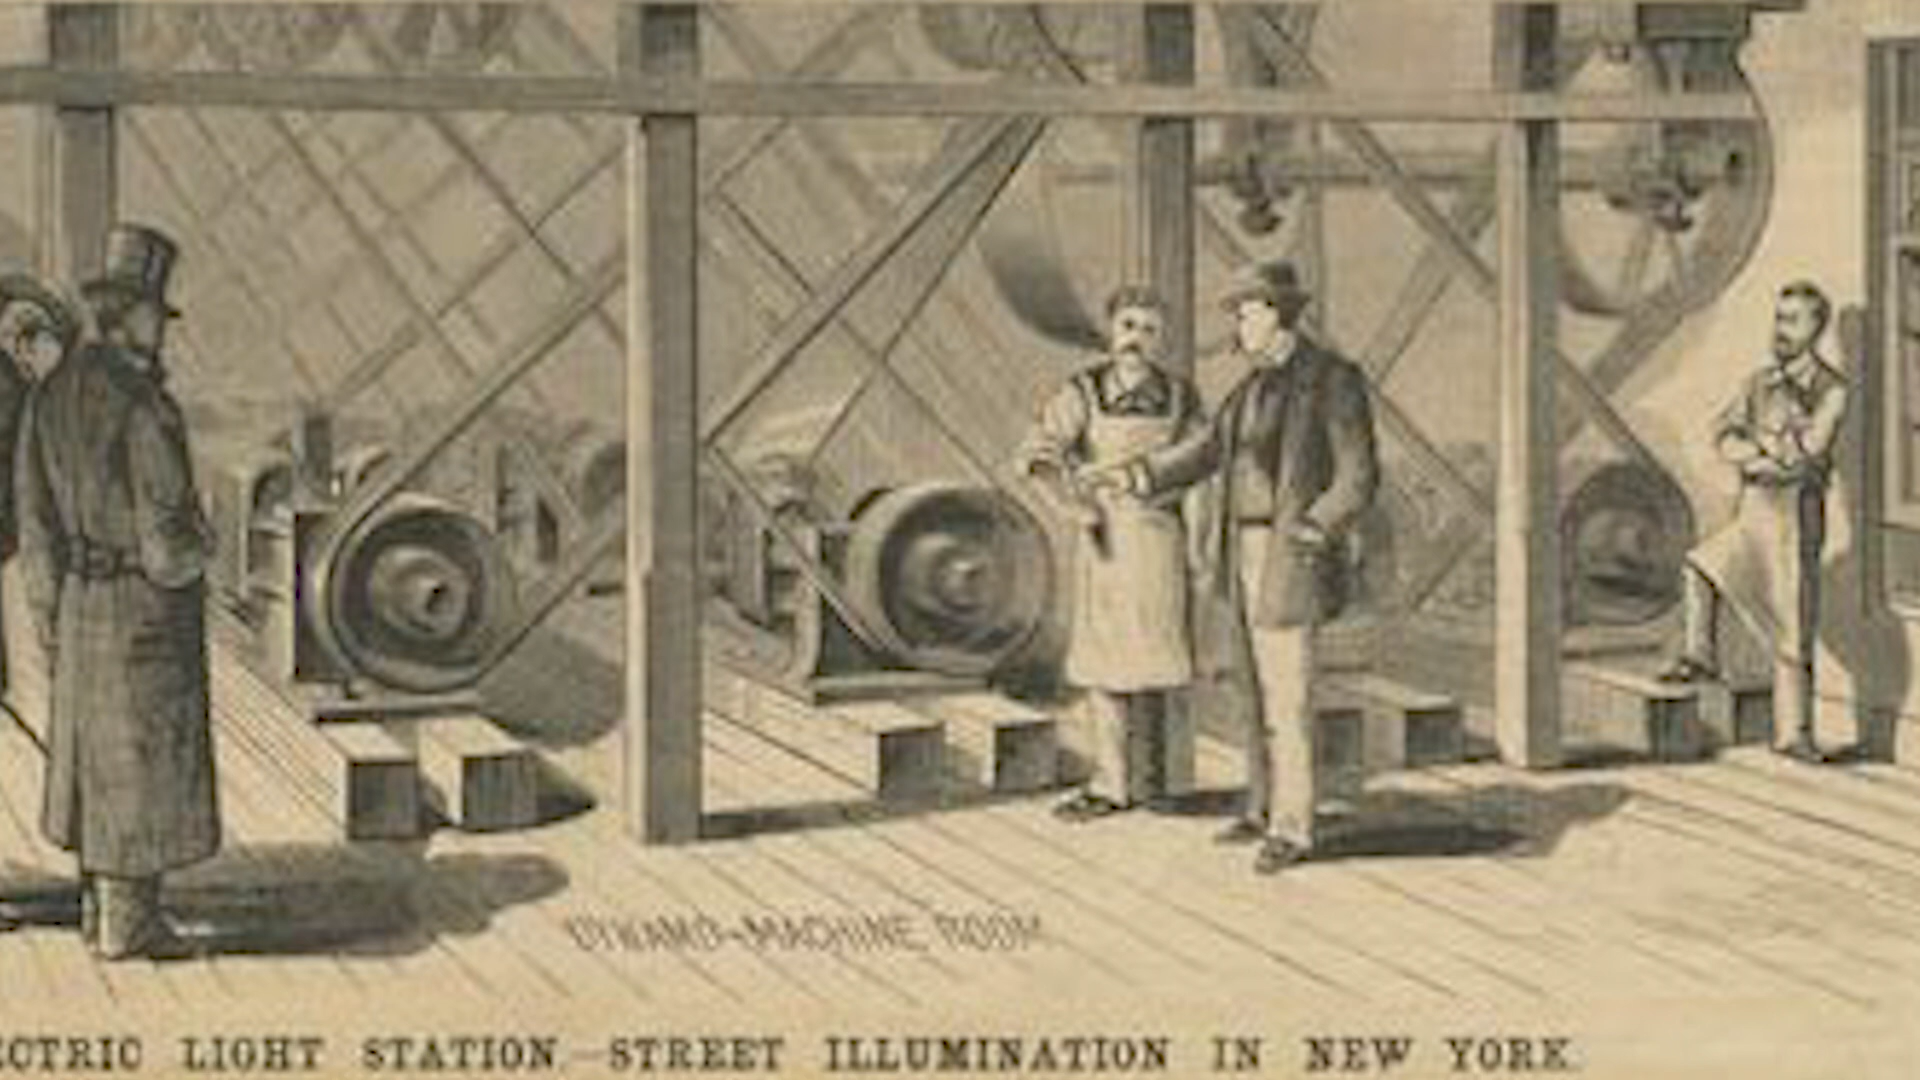 DYNAMO-MACHINE ROOM
ECTRIC LIGHT STATION.—STREET ILLUMINATION IN NEW YORK.